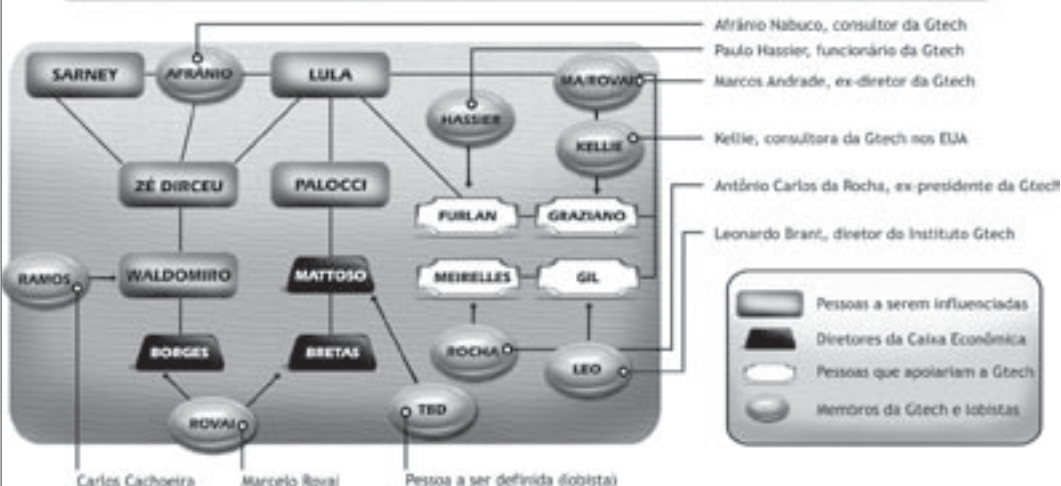 Afrânio Nabuco, consultor da Gtech
Paulo Hassier, funcionário da Gtech
SARNEY
AFRÂNIO
LULA
MA/ROVAI
Marcos Andrade, ex-diretor da Gtech
HASSIER
KELLIE
Kellie, consultora da Gtech nos EUA
ZÉ DIRCEU
PALOCCI
Antônio Carlos da Rocha, ex-presidente da Gtech
FURLAN
GRAZIANO
Leonardo Brant, diretor do Instituto Gtech
RAMOS
WALDOMIRO
MATTOSO
MEIRELLES
GIL
Pessoas a serem influenciadas
Diretores da Caixa Econômica
Pessoas que apoiariam a Gtech
Membros da Gtech e lobistas
BORGES
BRETAS
ROCHA
LEO
ROVAI
TBD
Carlos Cachoeira
Marcelo Rovai
Pessoa a ser definida (lobista)